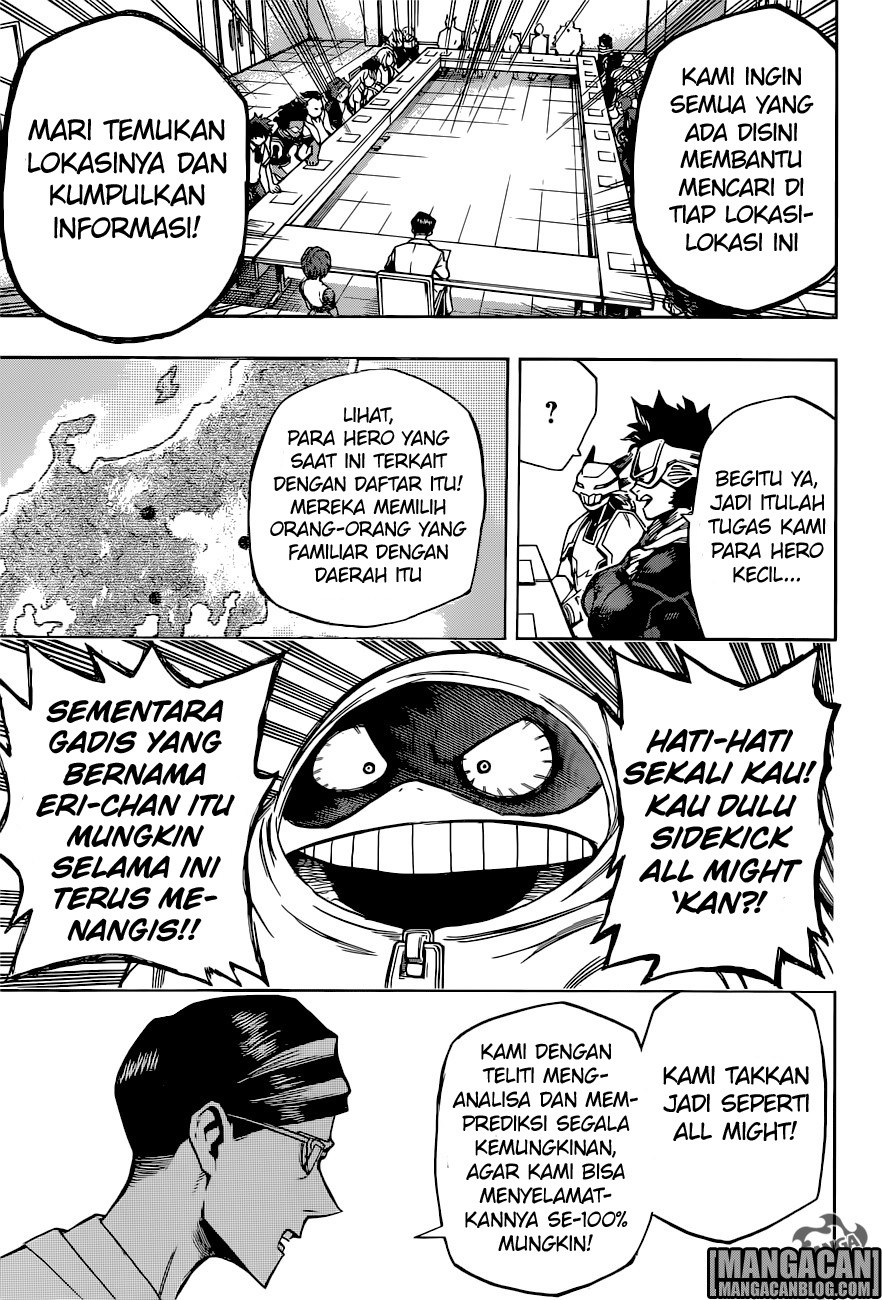 KAMI INGIN
SEMUA YANG
ADA DISINI
MEMBANTU
MENCARI DI
TIAP LOKASI-
LOKASI INI
MARI TEMUKAN
LOKASINYA DAN
KUMPULKAN
INFORMASI!
BEGITU YA,
JADI ITULAH
TUGAS KAMI
PARA HERO
KECIL...
?
LIHAT,
PARA HERO YANG
SAAT INI TERKAIT
DENGAN DAFTAR ITU!
MEREKA MEMILIH
ORANG-ORANG YANG
FAMILIAR DENGAN
DAERAH ITU
HATI-HATI
SEKALI KAU!
KAU DULU
SIDEKICK
ALL MIGHT
'KAN?!
SEMENTARA
GADIS YANG
BERNAMA
ERI-CHAN ITU
MUNGKIN
SELAMA INI
TERUS ME-
NANGIS!!
KAMI TAKKAN
JADI SEPERTI
ALL MIGHT!
KAMI DENGAN
TELITI MENG-
ANALISA DAN MEM-
PREDIKSI SEGALA
KEMUNGKINAN,
AGAR KAMI BISA
MENYELAMAT-
KANNYA SE-100%
MUNGKIN!
MANGACAN
MANGACANBLOG.COM